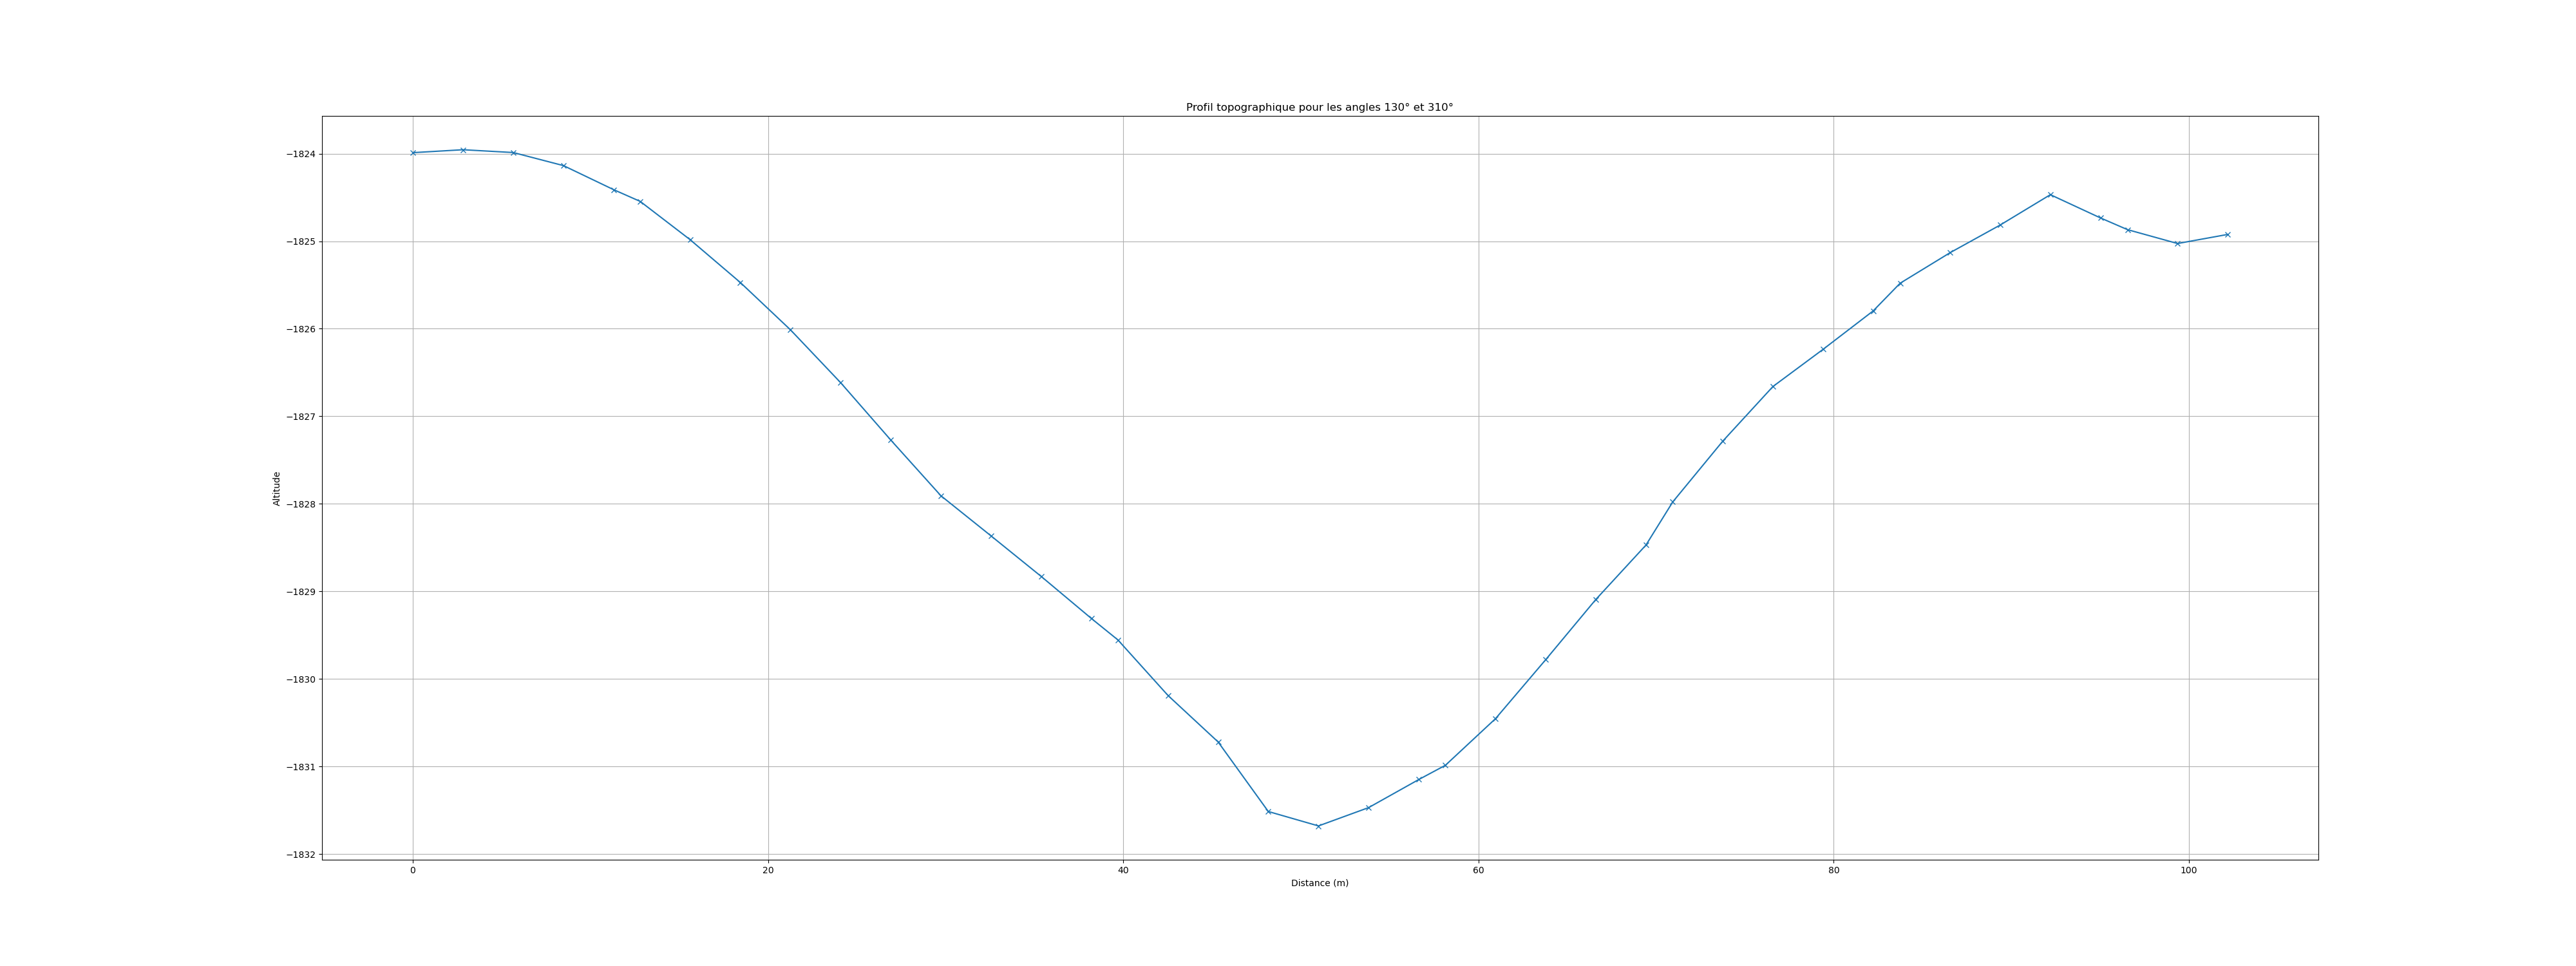 Profil topographique pour les angles 130° et 310°
−1824
−1825
−1826
−1827
−1828
−1829
−1830
−1831
−1832
Altitude
0 20 40 60 80 100
Distance (m)